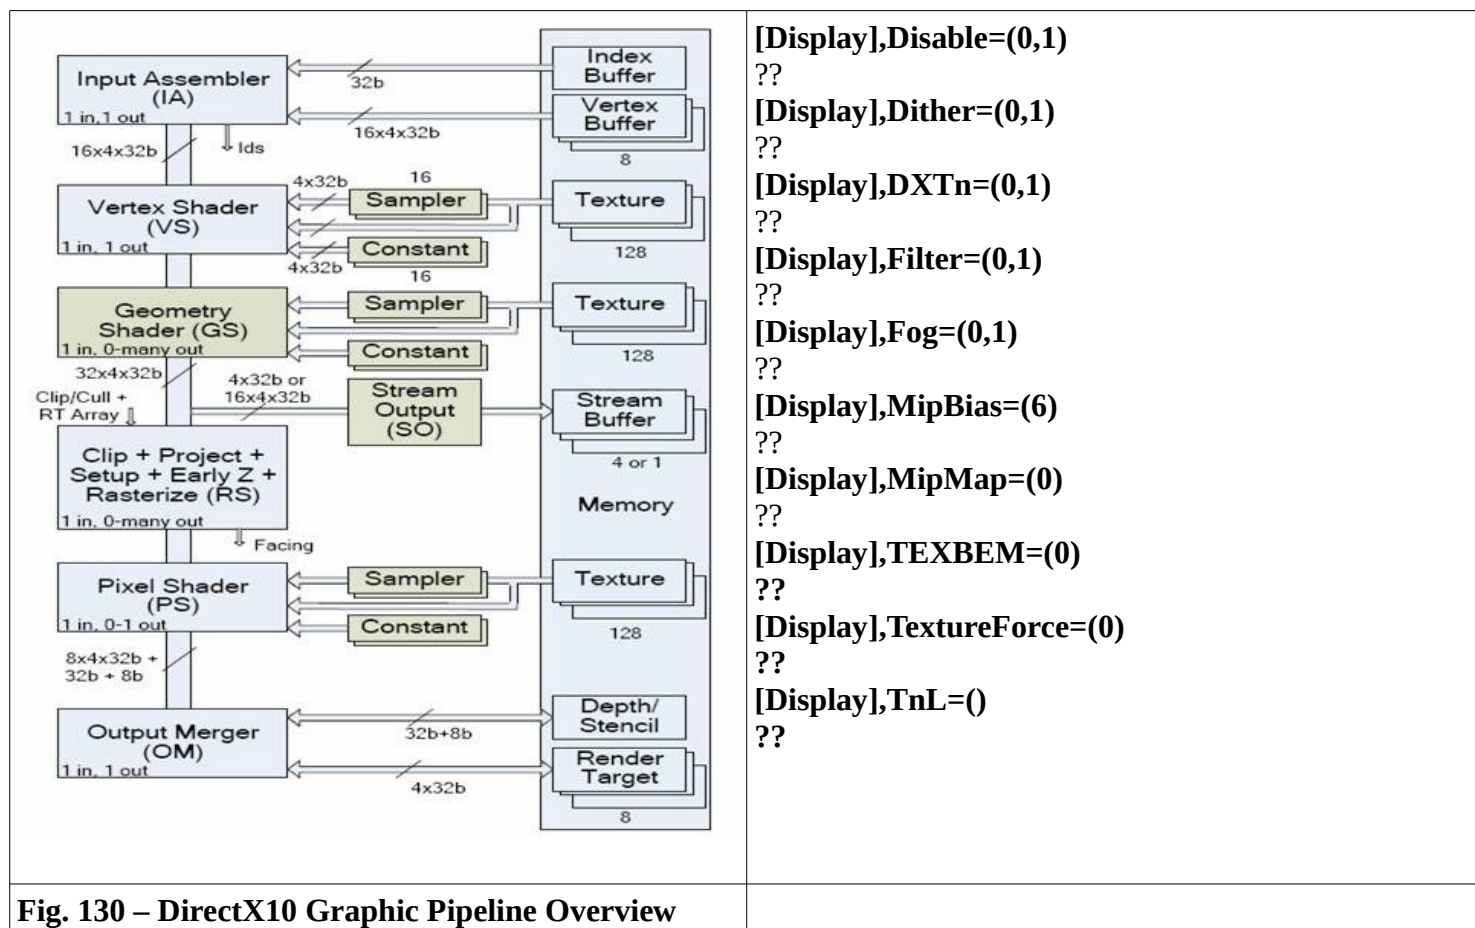 Input Assembler
(IA)
1 in,1 out
32b
Index
Buffer
Vertex
Buffer
8
16x4x32b
16x4x32b
Ids
Vertex Shader
(VS)
1 in, 1 out
4x32b
16
Sampler
Texture
128
Constant
4x32b
16
Geometry
Shader (GS)
1 in, 0-many out
Sampler
Texture
128
Constant
32x4x32b
Clip/Cull +
RT Array
4x32b or
16x4x32b
Stream
Output
(SO)
Stream
Buffer
4 or 1
Clip + Project +
Setup + Early Z +
Rasterize (RS)
1 in, 0-many out
Facing
Memory
Pixel Shader
(PS)
1 in, 0-1 out
Sampler
Texture
128
Constant
8x4x32b +
32b + 8b
Output Merger
(OM)
1 in, 1 out
32b+8b
Depth/
Stencil
4x32b
Render
Target
8
[Display],Disable=(0,1)
??
[Display],Dither=(0,1)
??
[Display],DXTn=(0,1)
??
[Display],Filter=(0,1)
??
[Display],Fog=(0,1)
??
[Display],MipBias=(6)
??
[Display],MipMap=(0)
??
[Display],TEXBEM=(0)
??
[Display],TextureForce=(0)
??
[Display],TnL=()
??
Fig. 130 – DirectX10 Graphic Pipeline Overview